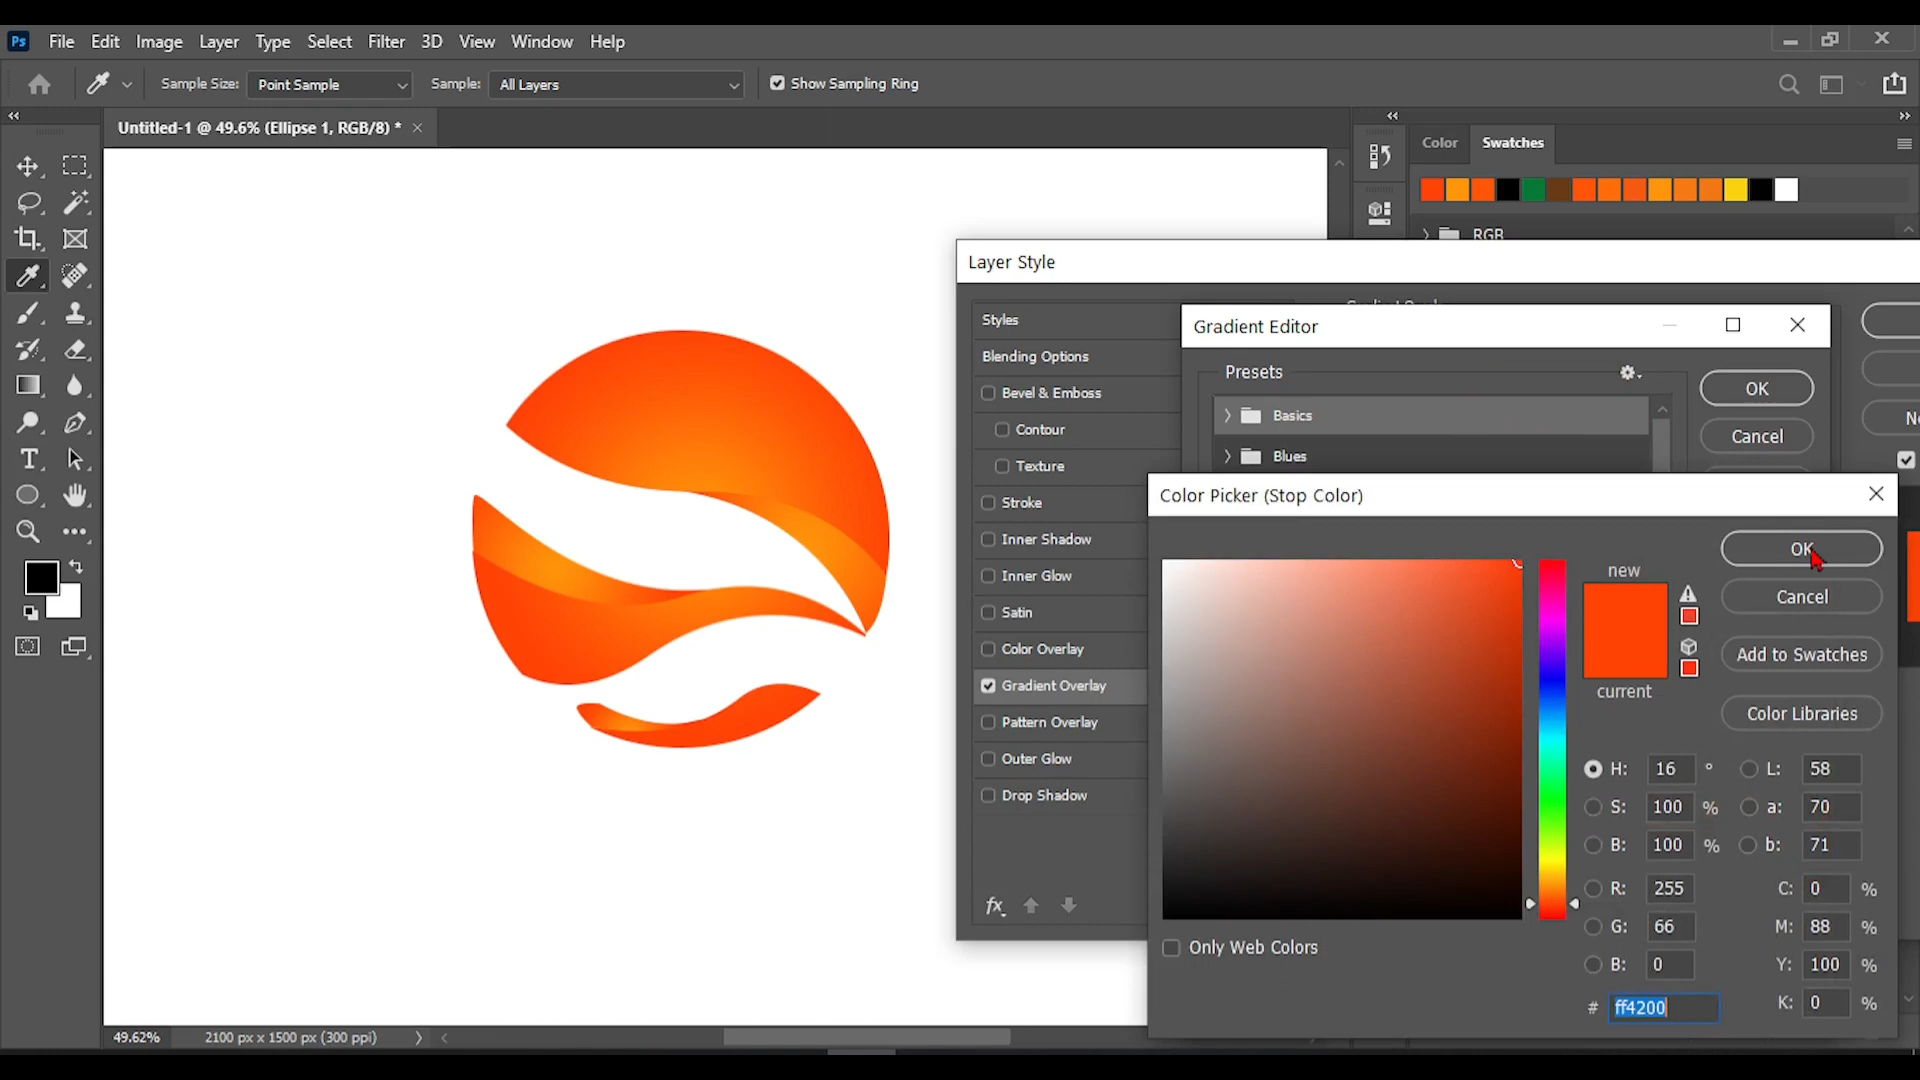 Ps File Edit Image Layer Type Select Filter 3D View Window Help
Sample Size: Point Sample Sample: All Layers Show Sampling Ring
Untitled-1 @ 49.6% (Ellipse 1, RGB/8) *
Color Swatches
RGB
Layer Style
Styles
Blending Options
Bevel & Emboss
Contour
Texture
Stroke
Inner Shadow
Inner Glow
Satin
Color Overlay
Gradient Overlay
Pattern Overlay
Outer Glow
Drop Shadow
fx
Gradient Editor
Presets
Basics
Blues
OK
Cancel
Color Picker (Stop Color)
new
current
OK
Cancel
Add to Swatches
Color Libraries
H: 16 ° L: 58
S: 100 % a: 70
B: 100 % b: 71
R: 255 C: 0 %
G: 66 M: 88 %
B: 0 Y: 100 %
# ff4200 K: 0 %
Only Web Colors
49.62% 2100 px x 1500 px (300 ppi)